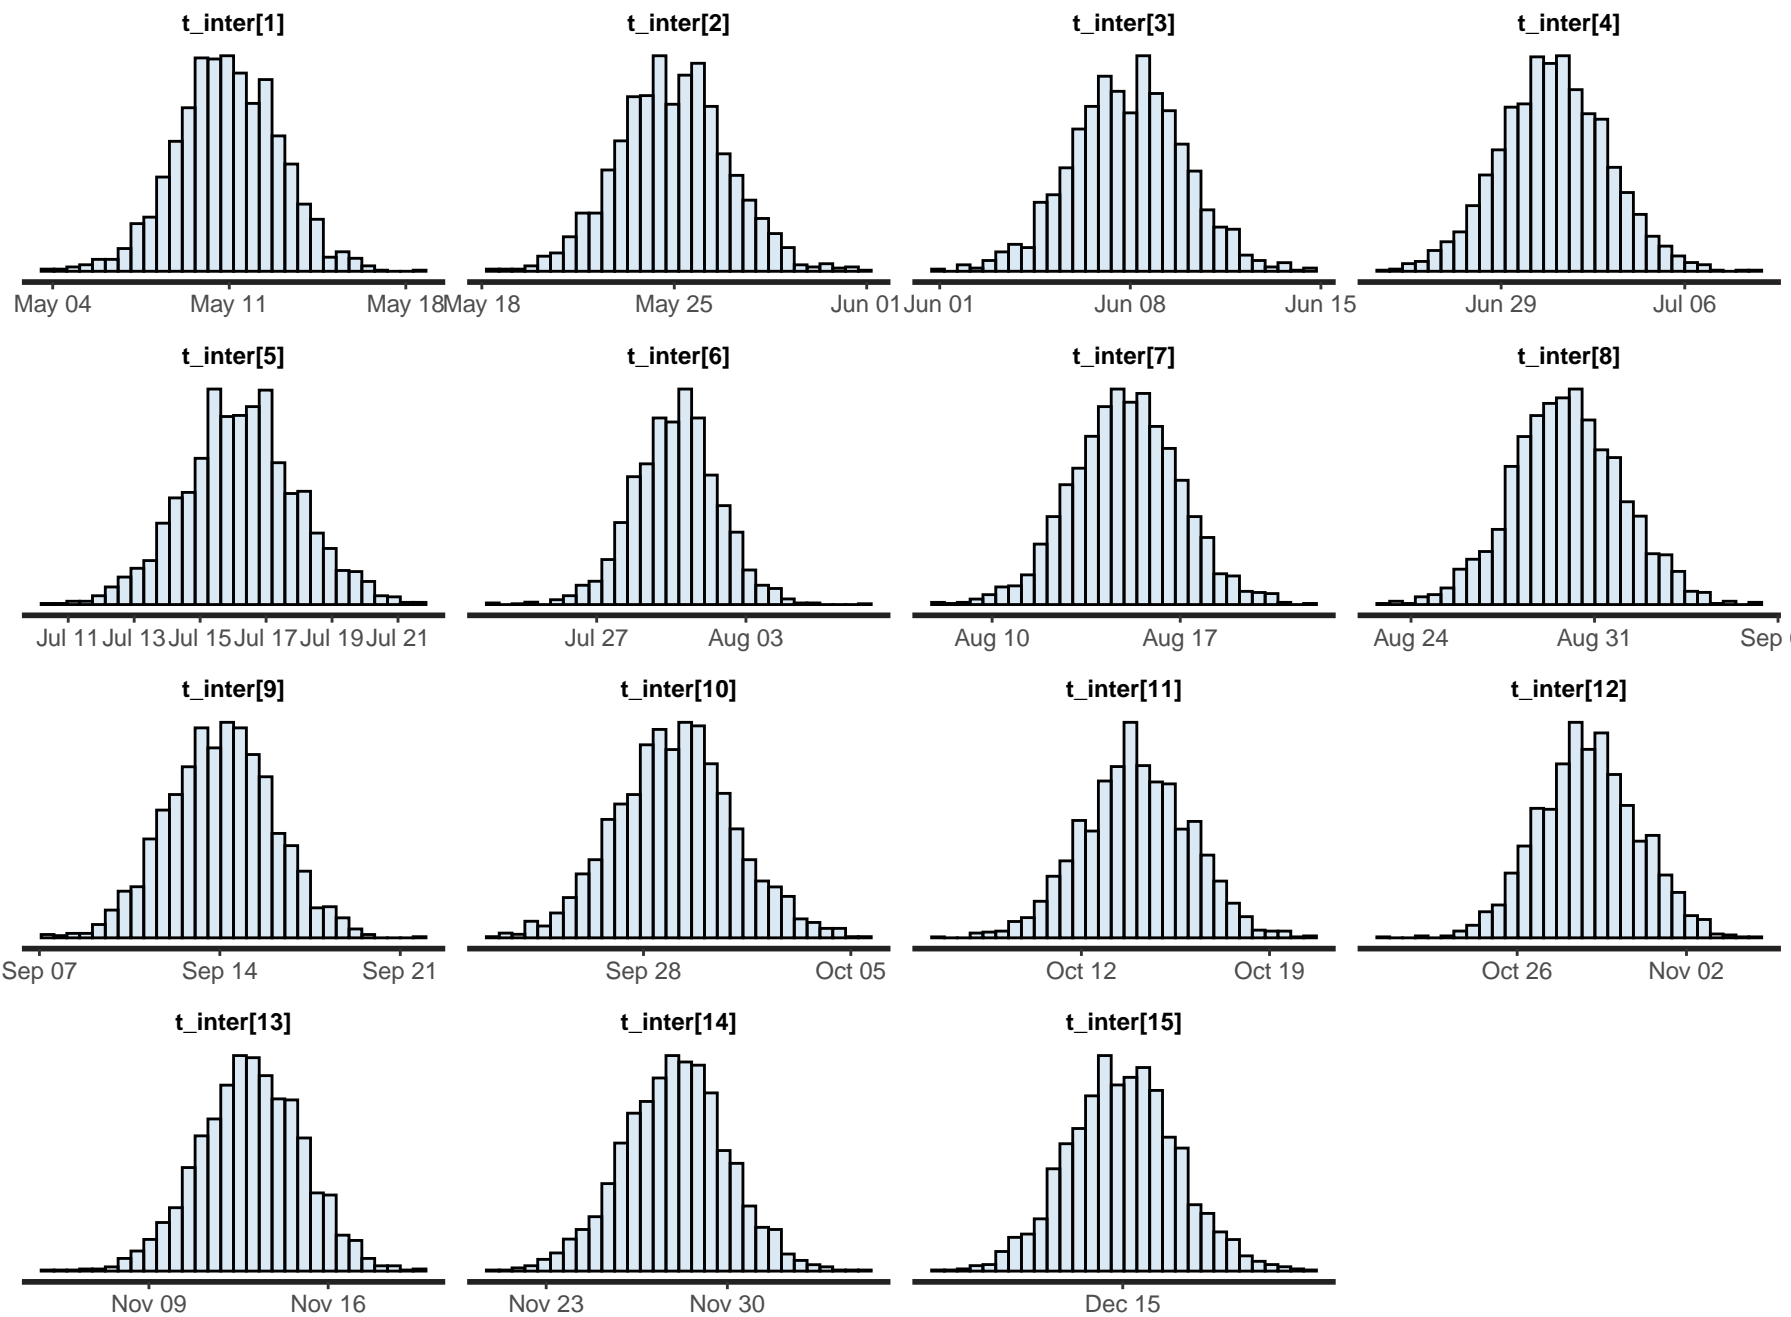 t_inter[1] t_inter[2] t_inter[3] t_inter[4]
May 04 May 11 May 18 May 18 May 25 Jun 01 Jun 01 Jun 08 Jun 15 Jun 29 Jul 06
t_inter[5] t_inter[6] t_inter[7] t_inter[8]
Jul 11 Jul 13 Jul 15 Jul 17 Jul 19 Jul 21 Jul 27 Aug 03 Aug 10 Aug 17 Aug 24 Aug 31 Sep
t_inter[9] t_inter[10] t_inter[11] t_inter[12]
Sep 07 Sep 14 Sep 21 Sep 28 Oct 05 Oct 12 Oct 19 Oct 26 Nov 02
t_inter[13] t_inter[14] t_inter[15]
Nov 09 Nov 16 Nov 23 Nov 30 Dec 15